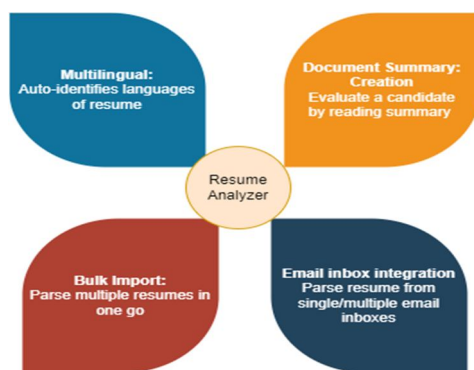 Multilingual:
Auto-identifies languages
of resume
Document Summary:
Creation
Evaluate a candidate
by reading summary
Resume
Analyzer
Bulk Import:
Parse multiple resumes in
one go
Email inbox integration
Parse resume from
single/multiple email
inboxes